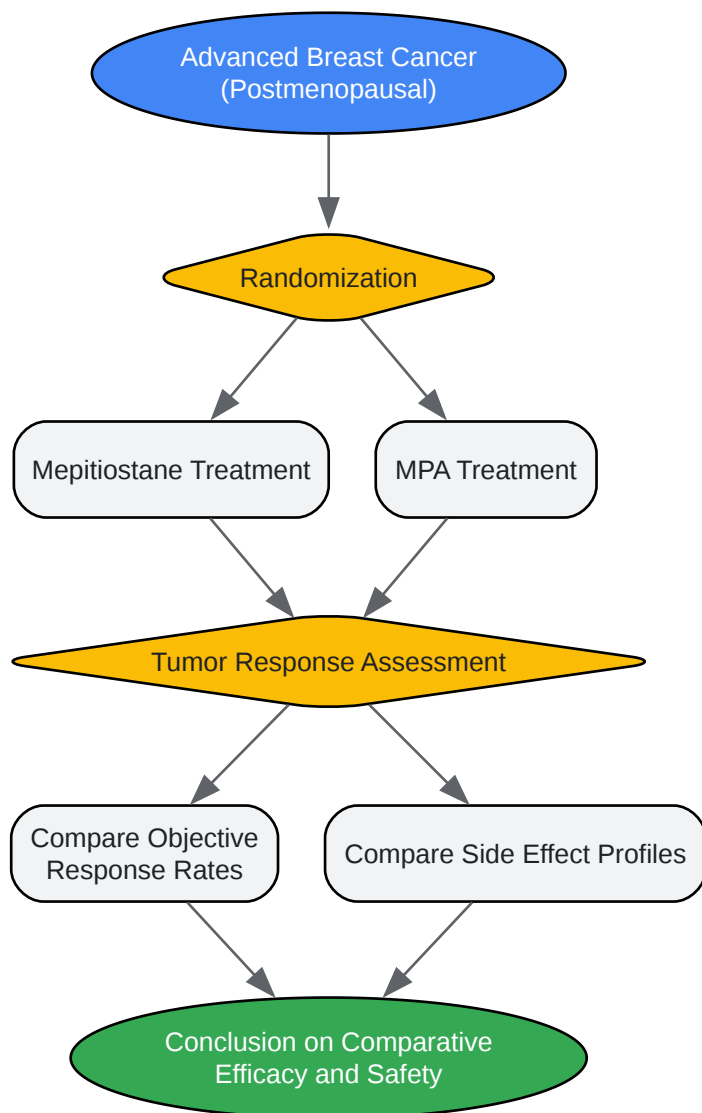 Advanced Breast Cancer
(Postmenopausal)
Randomization
Mepitiostane Treatment
MPA Treatment
Tumor Response Assessment
Compare Objective
Response Rates
Compare Side Effect Profiles
Conclusion on Comparative
Efficacy and Safety